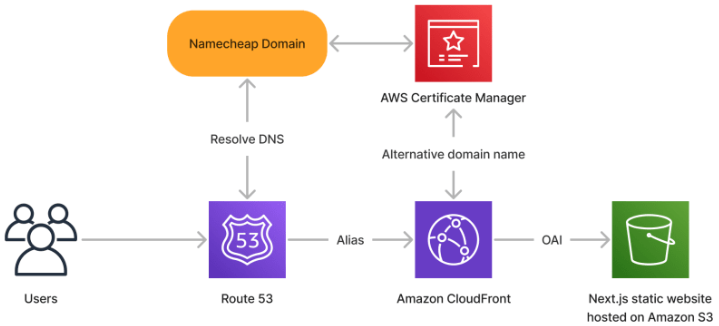 Namecheap Domain
AWS Certificate Manager
Resolve DNS
Alternative domain name
53
Alias
OAI
Users
Route 53
Amazon CloudFront
Next.js static website
hosted on Amazon S3